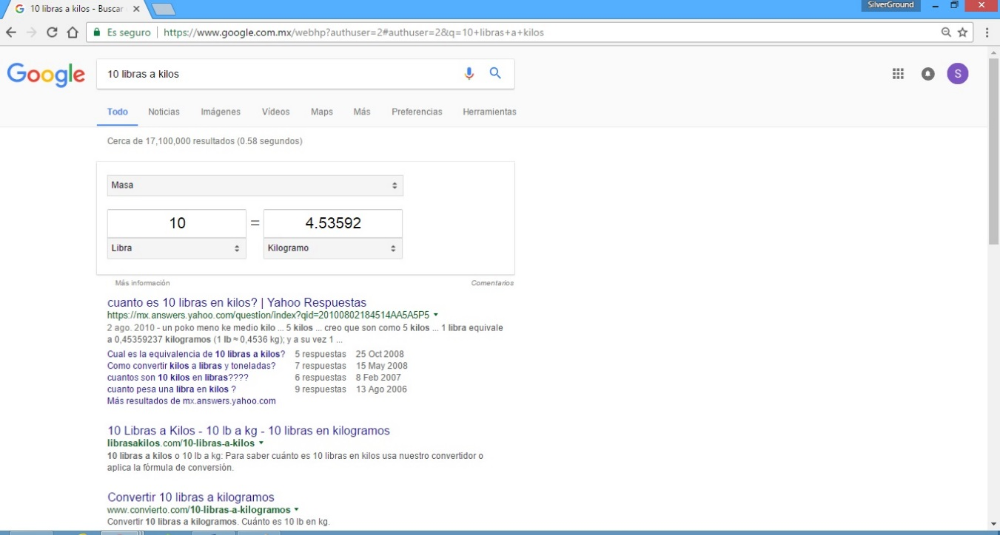 10 libras a kilos - Buscar
SilverGround
Es seguro | https://www.google.com.mx/webhp?authuser=2#authuser=2&q=10+libras+a+kilos
Google
10 libras a kilos
S
Todo Noticias Imágenes Vídeos Maps Más Preferencias Herramientas
Cerca de 17,100,000 resultados (0.58 segundos)
Masa
10 = 4.53592
Libra Kilogramo
Más información Comentarios
cuanto es 10 libras en kilos? | Yahoo Respuestas
https://mx.answers.yahoo.com/question/index?qid=20100802184514AA5A5P5
2 ago. 2010 - un poko meno ke medio kilo ... 5 kilos ... creo que son como 5 kilos ... 1 libra equivale
a 0,45359237 kilogramos (1 lb ≈ 0,4536 kg); y a su vez 1 ...
Cual es la equivalencia de 10 libras a kilos? 5 respuestas 25 Oct 2008
Como convertir kilos a libras y toneladas? 7 respuestas 15 May 2008
cuantos son 10 kilos en libras???? 6 respuestas 8 Feb 2007
cuanto pesa una libra en kilos ? 9 respuestas 13 Ago 2006
Más resultados de mx.answers.yahoo.com
10 Libras a Kilos - 10 lb a kg - 10 libras en kilogramos
librasakilos.com/10-libras-a-kilos
10 libras a kilos o 10 lb a kg: Para saber cuánto es 10 libras en kilos usa nuestro convertidor o
aplica la fórmula de conversión.
Convertir 10 libras a kilogramos
www.convierto.com/10-libras-a-kilogramos
Convertir 10 libras a kilogramos. Cuánto es 10 lb en kg.